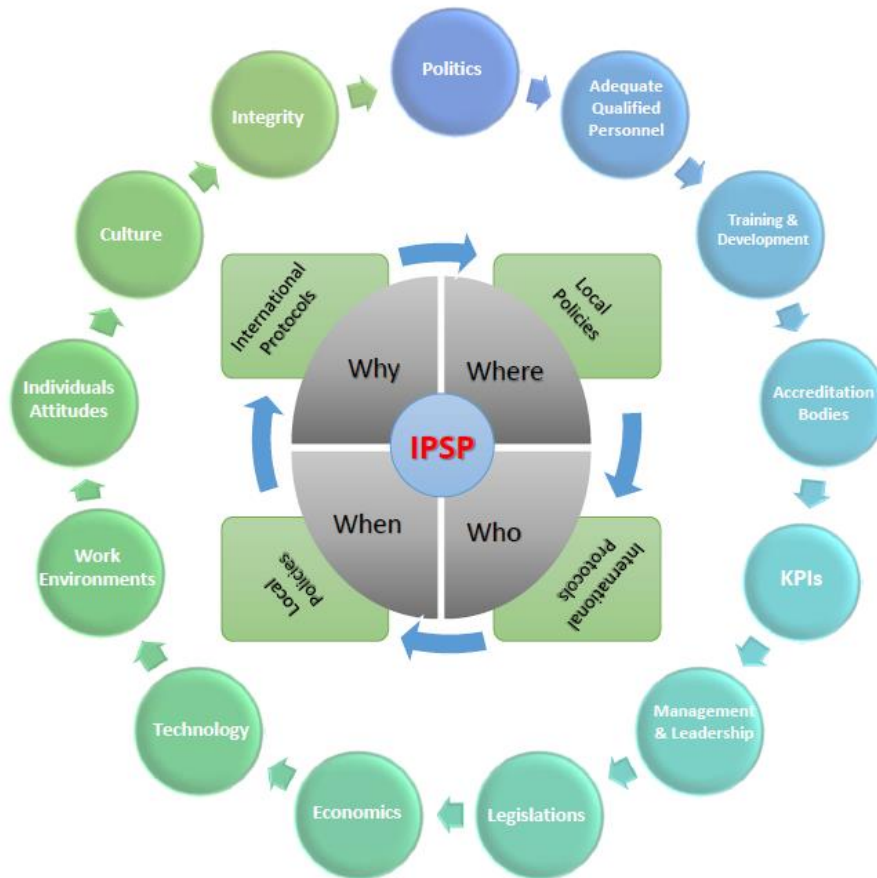 Politics
Adequate
Qualified
Personnel
Training &
Development
Accreditation
Bodies
KPIs
Management
& Leadership
Legislations
Economics
Technology
Work
Environments
Individuals
Attitudes
Culture
Integrity
International
Protocols
Local
Policies
International
Protocols
Local
Policies
Why
Where
IPSP
When
Who